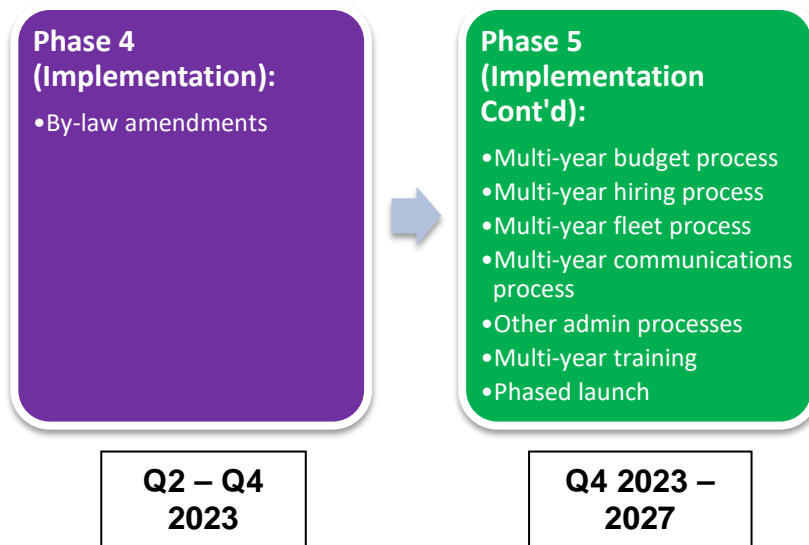 Phase 4
(Implementation):
•By-law amendments
Phase 5
(Implementation
Cont'd):
•Multi-year budget process
•Multi-year hiring process
•Multi-year fleet process
•Multi-year communications
process
•Other admin processes
•Multi-year training
•Phased launch
Q2 – Q4
2023
Q4 2023 –
2027